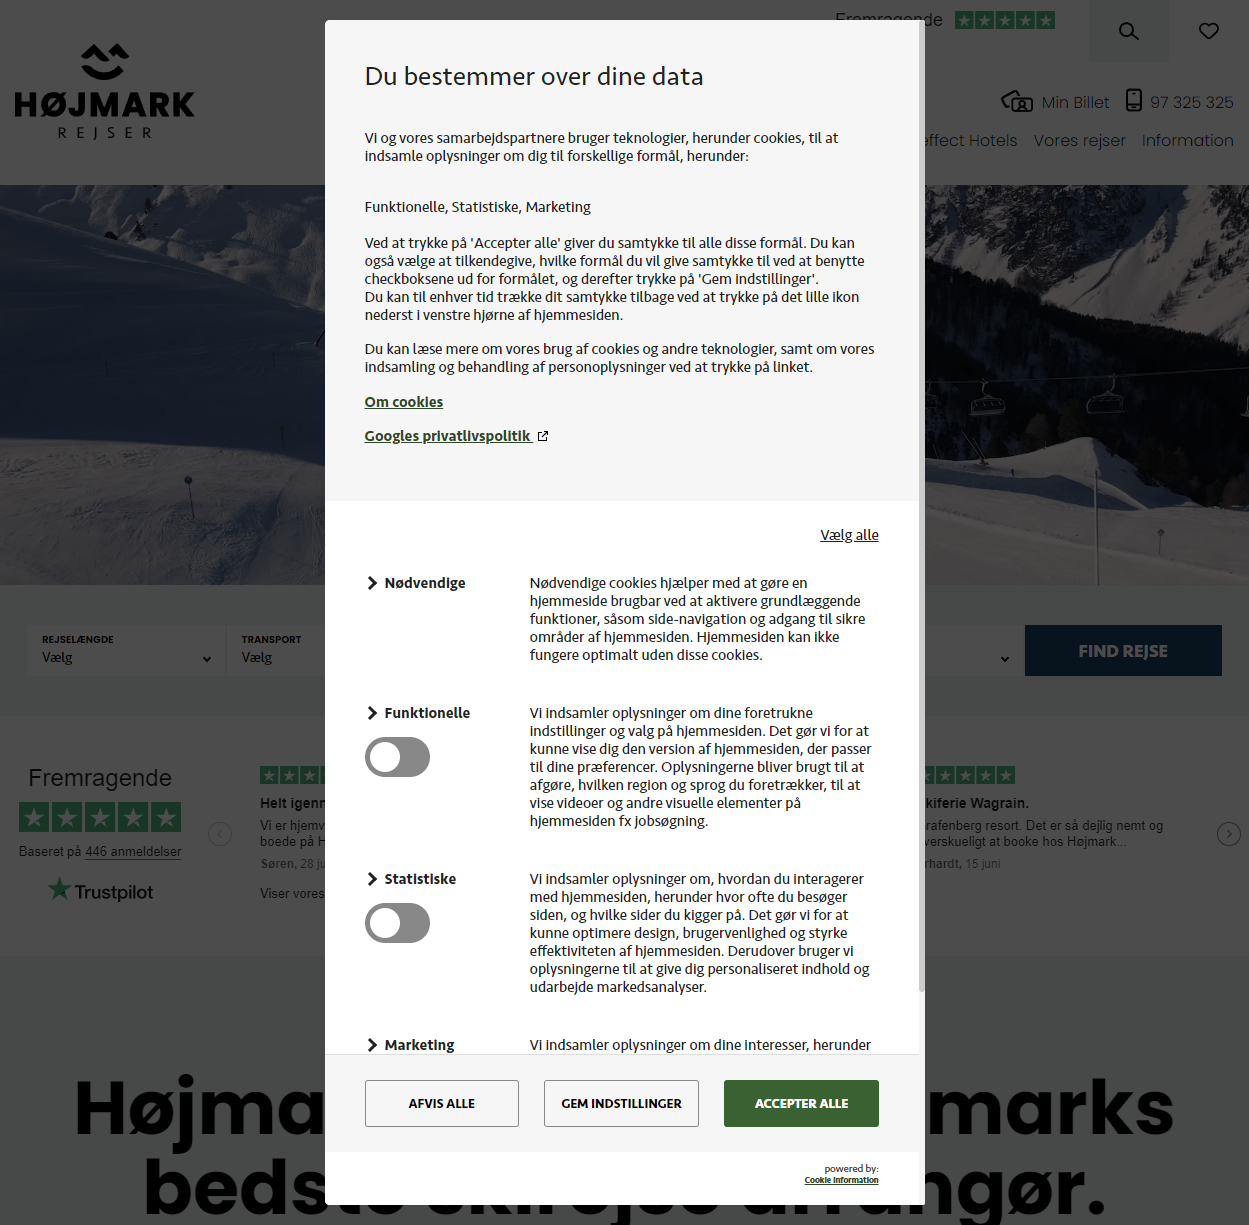 Fremragende
HØJMARK
REJSER
Min Billet
97 325 325
effect Hotels
Vores rejser
Information
Du bestemmer over dine data
Vi og vores samarbejdspartnere bruger teknologier, herunder cookies, til at
indsamle oplysninger om dig til forskellige formål, herunder:
Funktionelle, Statistiske, Marketing
Ved at trykke på 'Accepter alle' giver du samtykke til alle disse formål. Du kan
også vælge at tilkendegive, hvilke formål du vil give samtykke til ved at benytte
checkboksene ud for formålet, og derefter trykke på 'Gem indstillinger'.
Du kan til enhver tid trække dit samtykke tilbage ved at trykke på det lille ikon
nederst i venstre hjørne af hjemmesiden.
Du kan læse mere om vores brug af cookies og andre teknologier, samt om vores
indsamling og behandling af personoplysninger ved at trykke på linket.
Om cookies
Googles privatlivspolitik
Vælg alle
Nødvendige
Nødvendige cookies hjælper med at gøre en
hjemmeside brugbar ved at aktivere grundlæggende
funktioner, såsom side-navigation og adgang til sikre
områder af hjemmesiden. Hjemmesiden kan ikke
fungere optimalt uden disse cookies.
REJSELÆNGDE
Vælg
TRANSPORT
Vælg
FIND REJSE
Funktionelle
Vi indsamler oplysninger om dine foretrukne
indstillinger og valg på hjemmesiden. Det gør vi for at
kunne vise dig den version af hjemmesiden, der passer
til dine præferencer. Oplysningerne bliver brugt til at
afgøre, hvilken region og sprog du foretrækker, til at
vise videoer og andre visuelle elementer på
hjemmesiden fx jobsøgning.
Fremragende
Baseret på 446 anmeldelser
Trustpilot
Helt igenn
Vi er hjemv
boede på H
Søren, 28 ju
Viser vores
kiferie Wagrain.
rafenberg resort. Det er så dejlig nemt og
verskueligt at booke hos Højmark...
rhardt, 15 juni
Statistiske
Vi indsamler oplysninger om, hvordan du interagerer
med hjemmesiden, herunder hvor ofte du besøger
siden, og hvilke sider du kigger på. Det gør vi for at
kunne optimere design, brugervenlighed og styrke
effektiviteten af hjemmesiden. Derudover bruger vi
oplysningerne til at give dig personaliseret indhold og
udarbejde markedsanalyser.
Marketing
Vi indsamler oplysninger om dine interesser, herunder
AFVIS ALLE
GEM INDSTILLINGER
ACCEPTER ALLE
Højma
marks
beds
ngør.
powered by:
Cookie Information